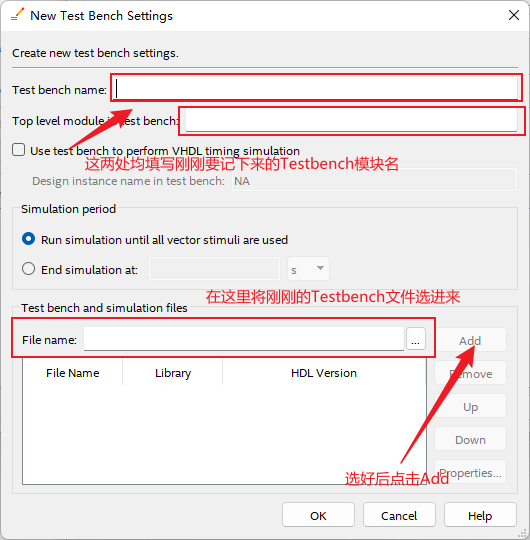 New Test Bench Settings
Create new test bench settings.
Test bench name:
Top level module in test bench:
Use test bench to perform VHDL timing simulation
这两处均填写刚刚要记下来的Testbench模块名
Design instance name in test bench: NA
Simulation period
Run simulation until all vector stimuli are used
End simulation at: s
在这里将刚刚的Testbench文件选进来
Test bench and simulation files
File name: ... Add
File Name Library HDL Version Remove
Up
Down
选好后点击Add Properties...
OK Cancel Help